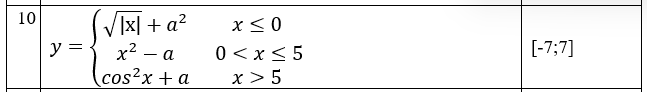 10
y = { √|x| + a² x ≤ 0
x² − a 0 < x ≤ 5
cos²x + a x > 5
[-7;7]